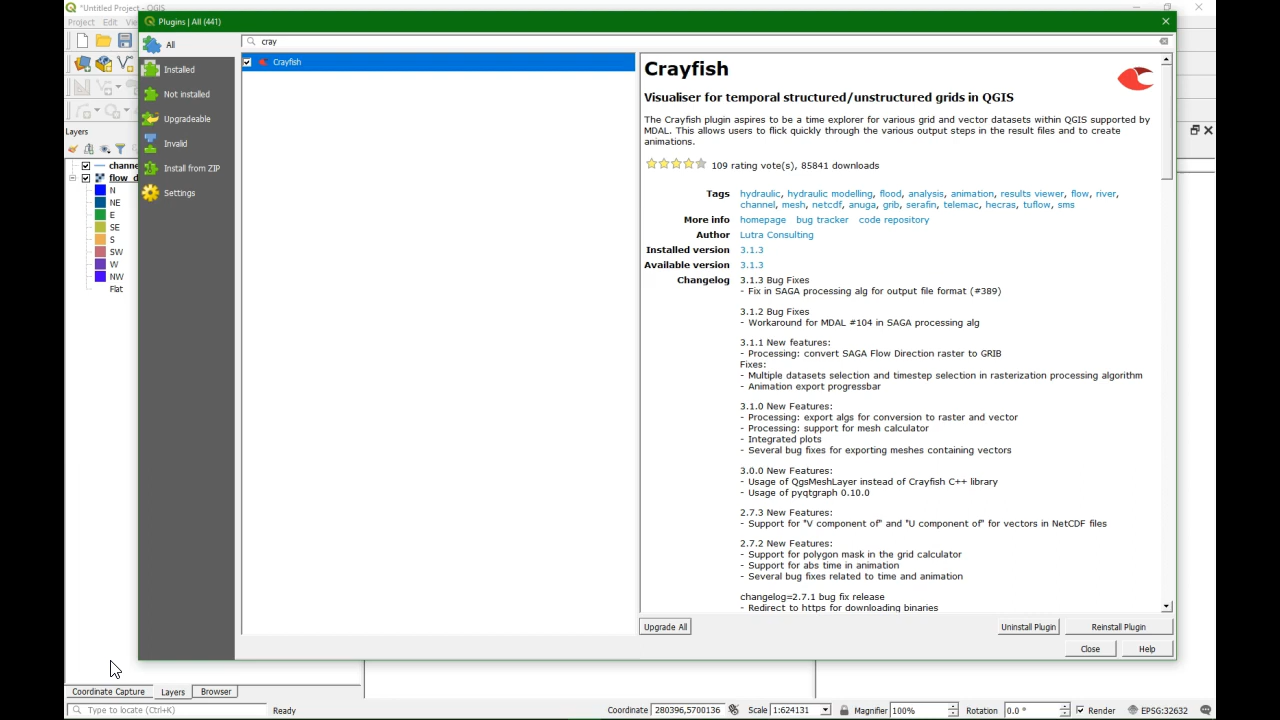 *Untitled Project - QGIS
Project Edit
Plugins | All (441)
All
cray
Installed
Not installed
Upgradeable
Invalid
Install from ZIP
Settings
Layers
N
NE
E
SE
S
SW
W
NW
Flat
Crayfish
Crayfish
Visualiser for temporal structured/unstructured grids in QGIS
The Crayfish plugin aspires to be a time explorer for various grid and vector datasets within QGIS supported by
MDAL. This allows users to flick quickly through the various output steps in the result files and to create
animations.
109 rating vote(s), 85841 downloads
Tags hydraulic, hydraulic modelling, flood, analysis, animation, results viewer, flow, river,
channel, mesh, netcdf, anuga, grib, serafin, telemac, hecras, tuflow, sms
More info homepage bug tracker code repository
Author Lutra Consulting
Installed version 3.1.3
Available version 3.1.3
Changelog 3.1.3 Bug Fixes
- Fix in SAGA processing alg for output file format (#389)
3.1.2 Bug Fixes
- Workaround for MDAL #104 in SAGA processing alg
3.1.1 New features:
- Processing: convert SAGA Flow Direction raster to GRIB
Fixes:
- Multiple datasets selection and timestep selection in rasterization processing algorithm
- Animation export progressbar
3.1.0 New Features:
- Processing: export algs for conversion to raster and vector
- Processing: support for mesh calculator
- Integrated plots
- Several bug fixes for exporting meshes containing vectors
3.0.0 New Features:
- Usage of QgsMeshLayer instead of Crayfish C++ library
- Usage of pyqtgraph 0.10.0
2.7.3 New Features:
- Support for "V component of" and "U component of" for vectors in NetCDF files
2.7.2 New Features:
- Support for polygon mask in the grid calculator
- Support for abs time in animation
- Several bug fixes related to time and animation
changelog=2.7.1 bug fix release
- Redirect to https for downloading binaries
Upgrade All Uninstall Plugin Reinstall Plugin
Close Help
Coordinate Capture Layers Browser
Type to locate (Ctrl+K) Ready Coordinate 280396,5700136 Scale 1:624131 Magnifier 100% Rotation 0.0 ° Render EPSG:32632